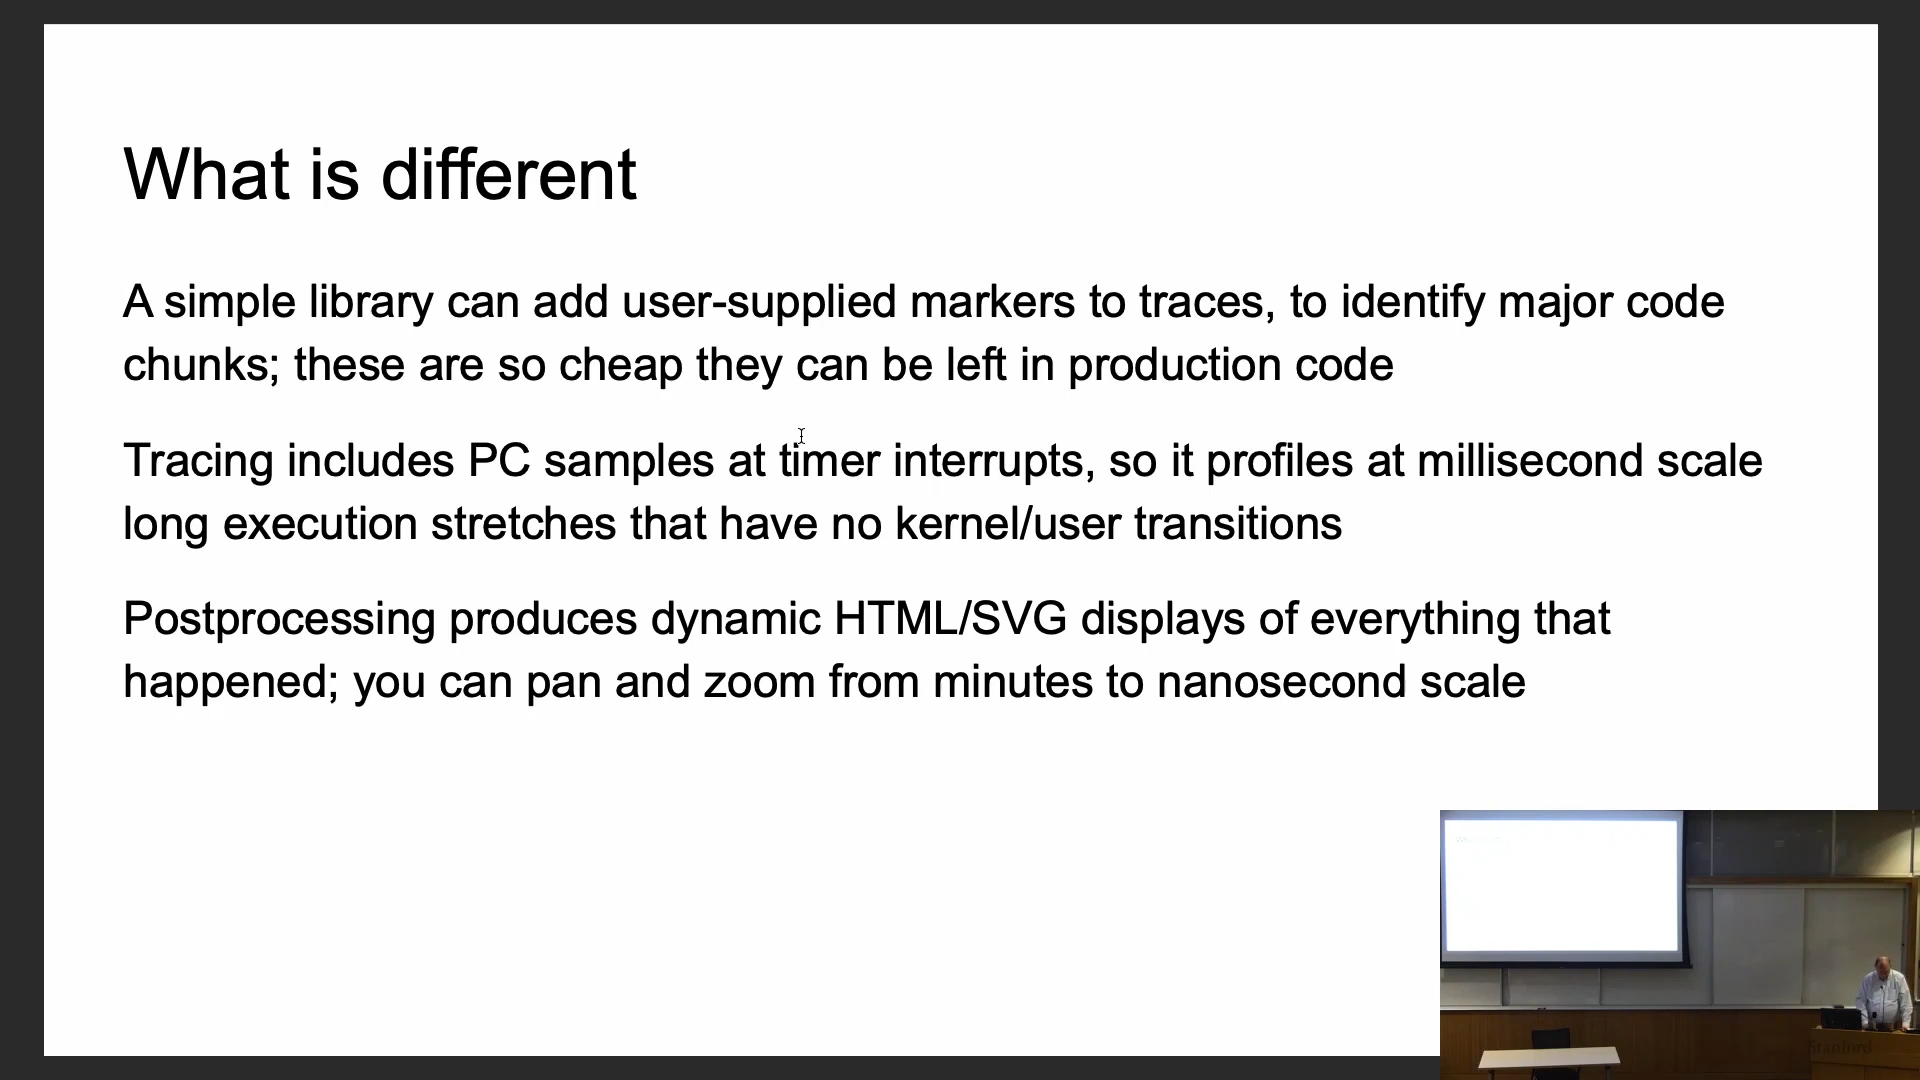 What is different
A simple library can add user-supplied markers to traces, to identify major code
chunks; these are so cheap they can be left in production code
Tracing includes PC samples at timer interrupts, so it profiles at millisecond scale
long execution stretches that have no kernel/user transitions
Postprocessing produces dynamic HTML/SVG displays of everything that
happened; you can pan and zoom from minutes to nanosecond scale
Stanford